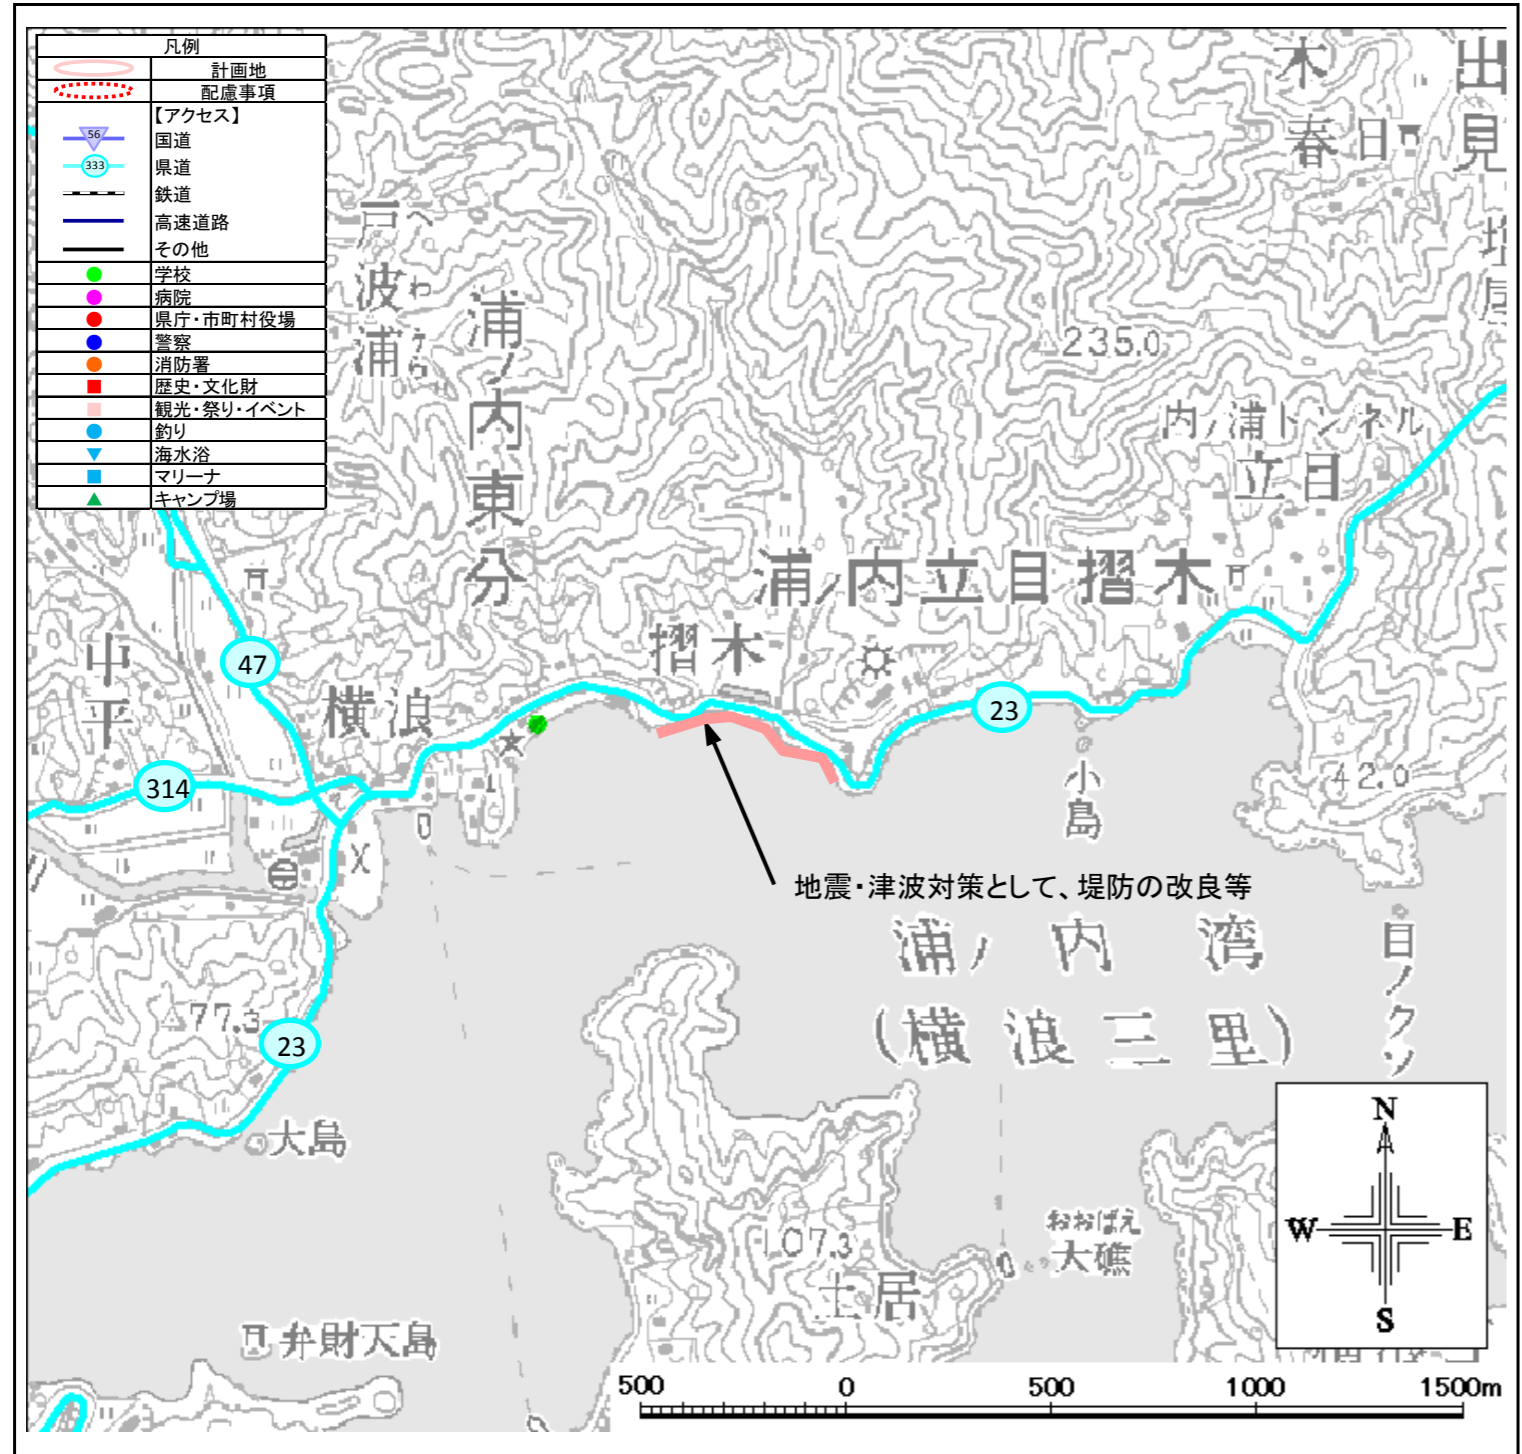 凡例
計画地
配慮事項
【アクセス】
56
国道
333
県道
鉄道
高速道路
その他
学校
病院
県庁・市町村役場
警察
消防署
歴史・文化財
観光・祭り・イベント
釣り
海水浴
マリーナ
キャンプ場
木
出見
春日
235.0
内ノ浦トンネル
立目
浦ノ内東分
浦ノ内立目摺木
摺木
中平
横浪
47
314
23
23
小島
42.0
地震・津波対策として、堤防の改良等
浦ノ内湾
(横浪三里)
目ノクソ
77.3
大島
107.3
土居
おおばえ
大礁
弁財天島
N
W E
S
500 0 500 1000 1500m